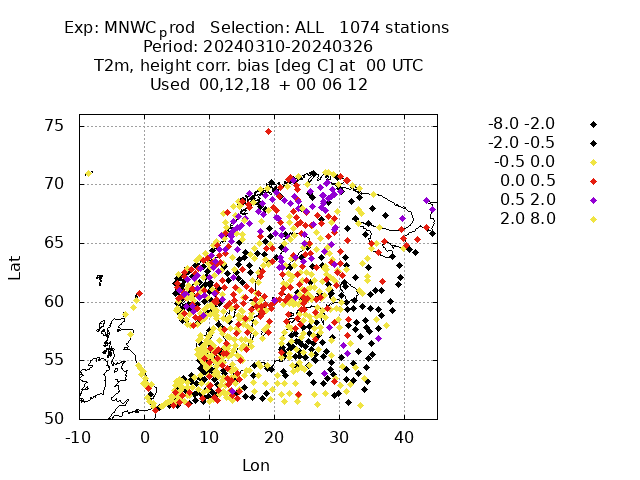 Exp: MNWCprod Selection: ALL 1074 stations
Period: 20240310-20240326
T2m, height corr. bias [deg C] at 00 UTC
Used 00,12,18 + 00 06 12
75
70
65
60
55
50
-10 0 10 20 30 40
Lat
Lon
-8.0 -2.0
-2.0 -0.5
-0.5 0.0
0.0 0.5
0.5 2.0
2.0 8.0